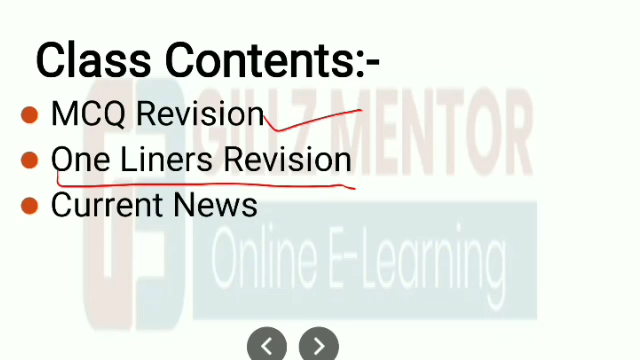 Class Contents:-
MCQ Revision
One Liners Revision
Current News
GILLZ MENTOR
Online E-Learning